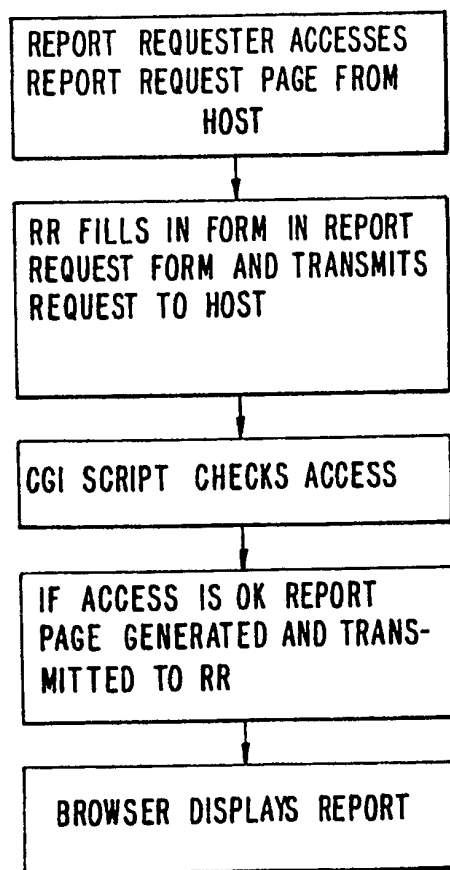 REPORT REQUESTER ACCESSES
REPORT REQUEST PAGE FROM
HOST
RR FILLS IN FORM IN REPORT
REQUEST FORM AND TRANSMITS
REQUEST TO HOST
CGI SCRIPT CHECKS ACCESS
IF ACCESS IS OK REPORT
PAGE GENERATED AND TRANS-
MITTED TO RR
BROWSER DISPLAYS REPORT